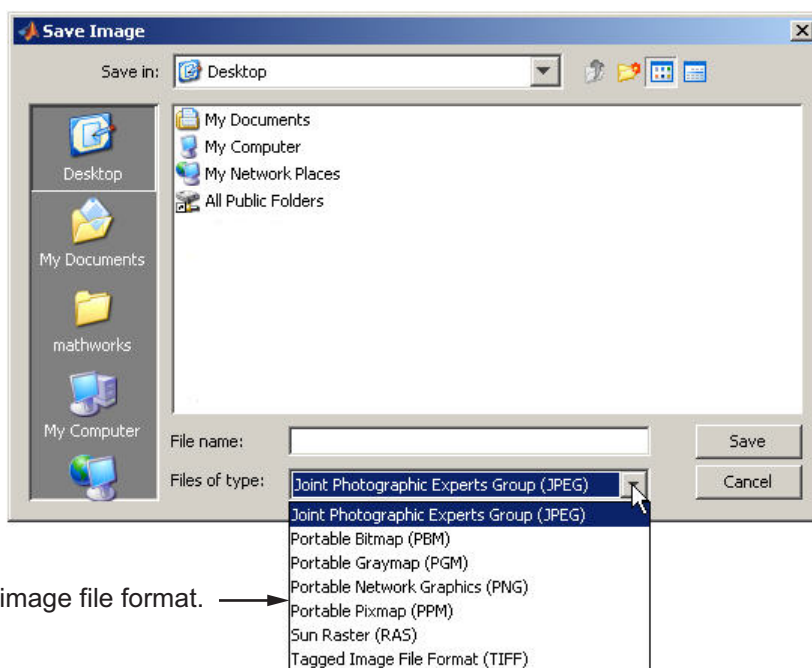 Save Image
Save in:
Desktop
Desktop
My Documents
mathworks
My Computer
My Documents
My Computer
My Network Places
All Public Folders
File name:
Save
Files of type:
Joint Photographic Experts Group (JPEG)
Cancel
Joint Photographic Experts Group (JPEG)
Portable Bitmap (PBM)
Portable Graymap (PGM)
Portable Network Graphics (PNG)
Portable Pixmap (PPM)
Sun Raster (RAS)
Tagged Image File Format (TIFF)
image file format.